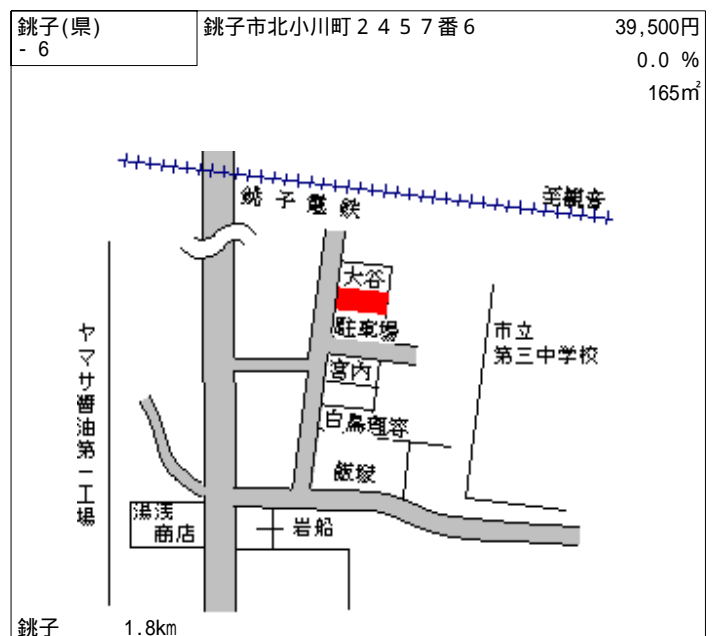 銚子(県)
- 6
銚子市北小川町２４５７番６
39,500円
0.0 %
165㎡
銚子電鉄
至観音
大谷
駐車場
市立
第三中学校
宮内
白鳥理容
飯塚
ヤマサ醤油第一工場
湯浅
商店
岩船
銚子 1.8km